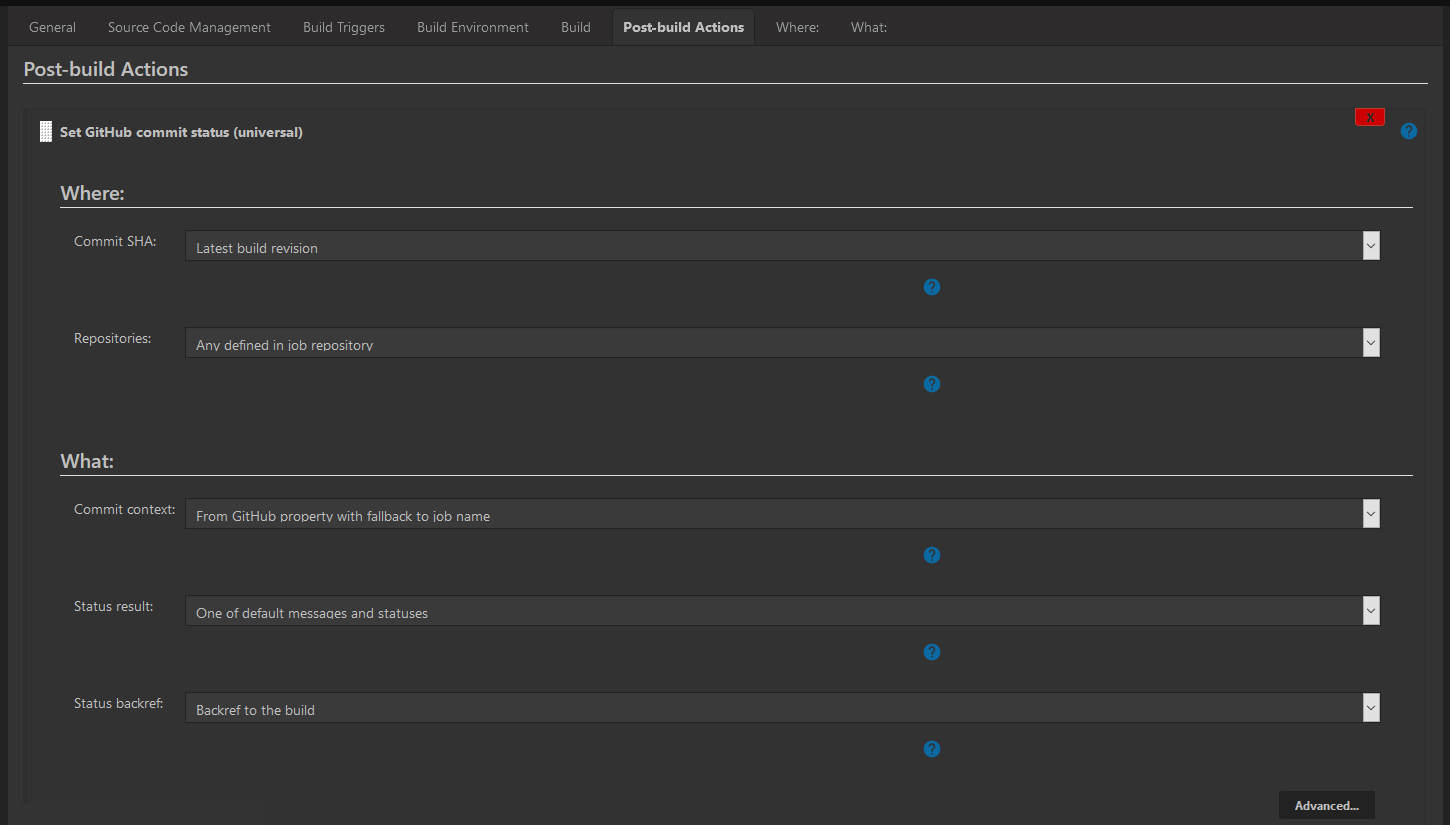 General Source Code Management Build Triggers Build Environment Build Post-build Actions Where: What:
Post-build Actions
X
Set GitHub commit status (universal)
?
Where:
Commit SHA: Latest build revision
?
Repositories: Any defined in job repository
?
What:
Commit context: From GitHub property with fallback to job name
?
Status result: One of default messages and statuses
?
Status backref: Backref to the build
?
Advanced...